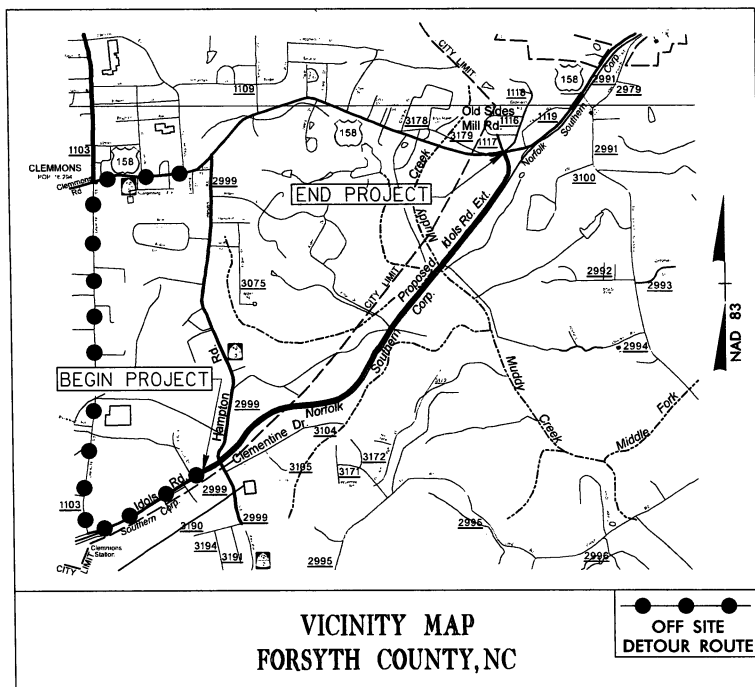 CITY LIMIT
158
Corp.
2991
2979
1109
1118
Old Sides
Mill Rd.
1116
1119
Southern
3178
158
3179
1117
1103
158
CLEMMONS
Clemmons
Rd
2999
Creek
Norfolk
2991
3100
END PROJECT
Muddy
Idols Rd. Ext.
CITY LIMIT
Proposed
2992
2993
3075
Corp.
Southern
NAD 83
2994
Rd
BEGIN PROJECT
Hampton
2999
Norfolk
Muddy
Creek
Middle Fork
Clementine Dr.
3104
3172
3171
Idols Rd
2999
1103
Southern Corp.
3190
2999
3194
3191
Clemmons
Station
CITY LIMIT
2995
2996
VICINITY MAP
FORSYTH COUNTY, NC
OFF SITE
DETOUR ROUTE